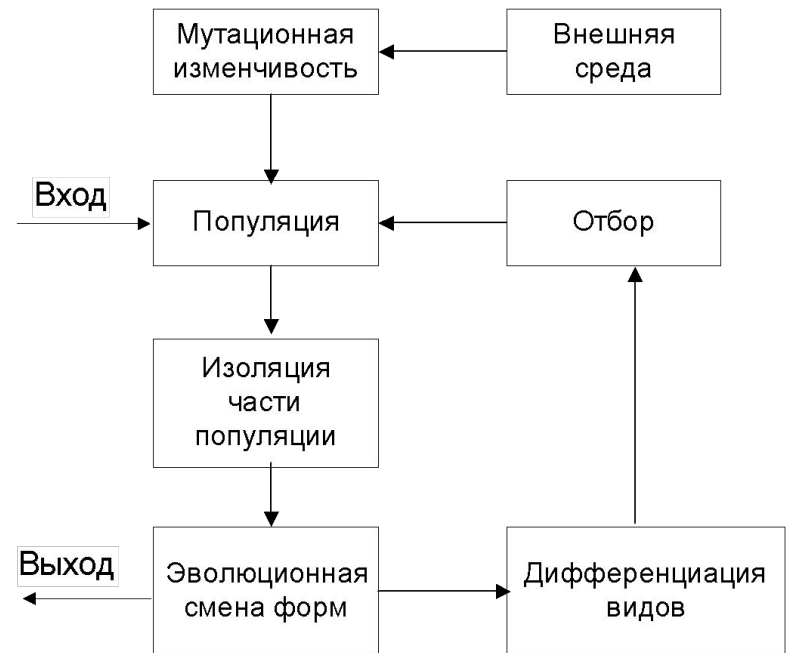 Мутационная
изменчивость
Внешняя
среда
Вход
Популяция
Отбор
Изоляция
части
популяции
Выход
Эволюционная
смена форм
Дифференциация
видов